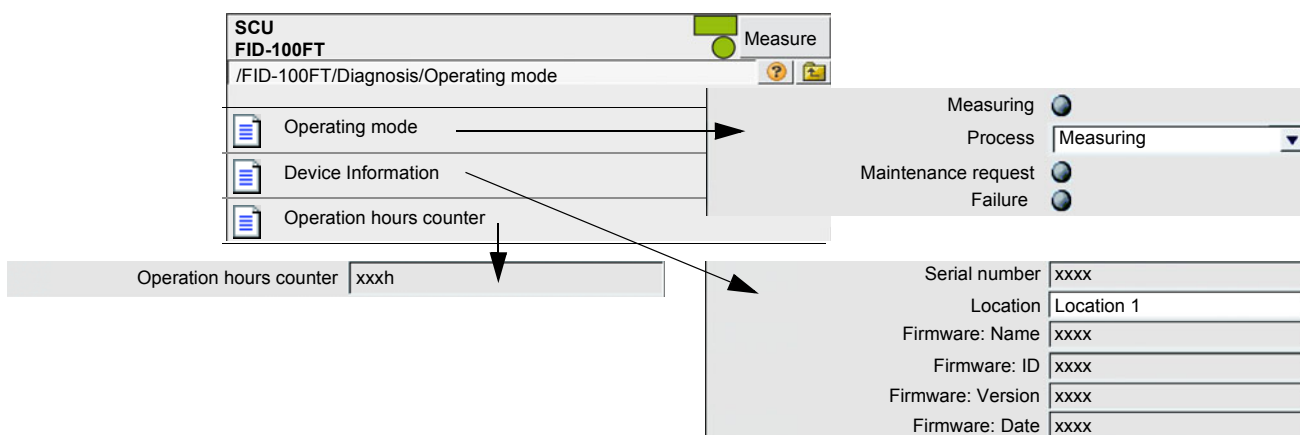 SCU
FID-100FT
Measure
/FID-100FT/Diagnosis/Operating mode
Operating mode
Device Information
Operation hours counter
Measuring
Process Measuring
Maintenance request
Failure
Operation hours counter xxxh
Serial number xxxx
Location Location 1
Firmware: Name xxxx
Firmware: ID xxxx
Firmware: Version xxxx
Firmware: Date xxxx